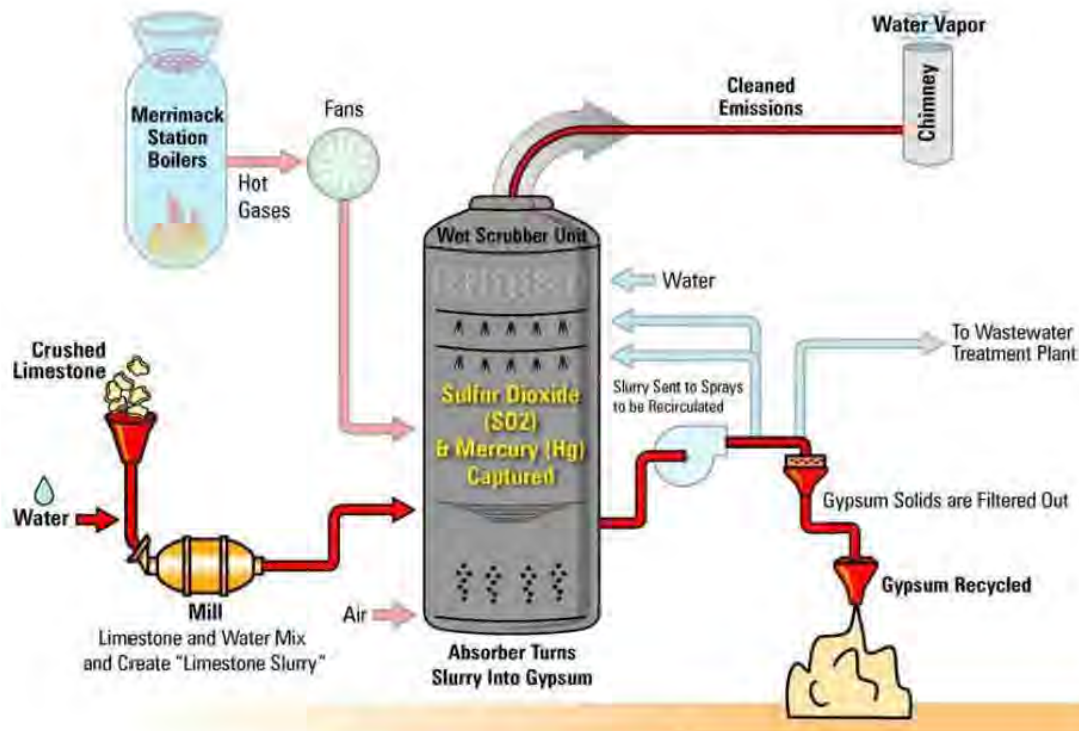 Water Vapor
Chimney
Cleaned
Emissions
Merrimack
Station
Boilers
Fans
Hot
Gases
Wet Scrubber Unit
Water
Crushed
Limestone
To Wastewater
Treatment Plant
Slurry Sent to Sprays
to be Recirculated
Sulfur Dioxide
(SO2)
& Mercury (Hg)
Captured
Gypsum Solids are Filtered Out
Water
Gypsum Recycled
Mill
Limestone and Water Mix
and Create “Limestone Slurry”
Air
Absorber Turns
Slurry Into Gypsum